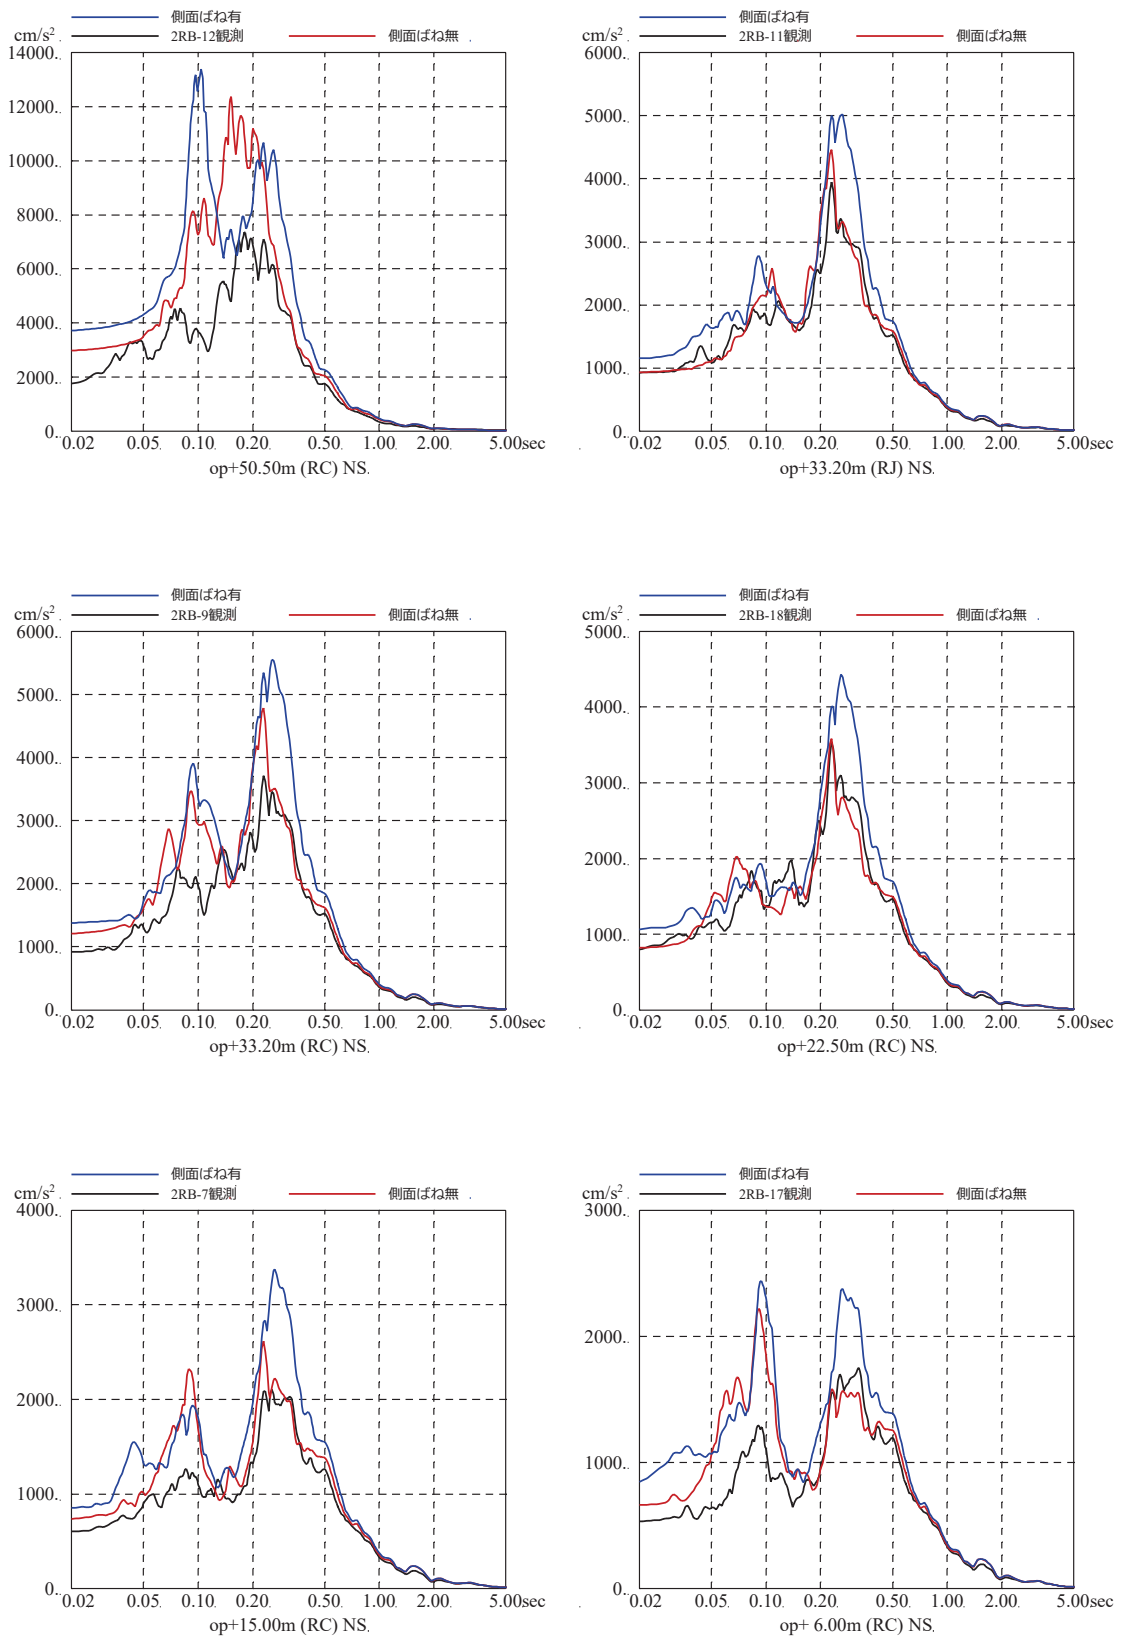 側面ばね有
cm/s²
2RB-12観測 側面ばね無
14000.
12000.
10000.
8000.
6000.
4000.
2000.
0.
0.02 0.05 0.10 0.20 0.50 1.00 2.00 5.00sec
op+50.50m (RC) NS
側面ばね有
cm/s²
2RB-11観測 側面ばね無
6000.
5000.
4000.
3000.
2000.
1000.
0.
0.02 0.05 0.10 0.20 0.50 1.00 2.00 5.00sec
op+33.20m (RJ) NS
側面ばね有
cm/s²
2RB-9観測 側面ばね無
6000.
5000.
4000.
3000.
2000.
1000.
0.
0.02 0.05 0.10 0.20 0.50 1.00 2.00 5.00sec
op+33.20m (RC) NS
側面ばね有
cm/s²
2RB-18観測 側面ばね無
5000.
4000.
3000.
2000.
1000.
0.
0.02 0.05 0.10 0.20 0.50 1.00 2.00 5.00sec
op+22.50m (RC) NS
側面ばね有
cm/s²
2RB-7観測 側面ばね無
4000.
3000.
2000.
1000.
0.
0.02 0.05 0.10 0.20 0.50 1.00 2.00 5.00sec
op+15.00m (RC) NS
側面ばね有
cm/s²
2RB-17観測 側面ばね無
3000.
2000.
1000.
0.
0.02 0.05 0.10 0.20 0.50 1.00 2.00 5.00sec
op+ 6.00m (RC) NS